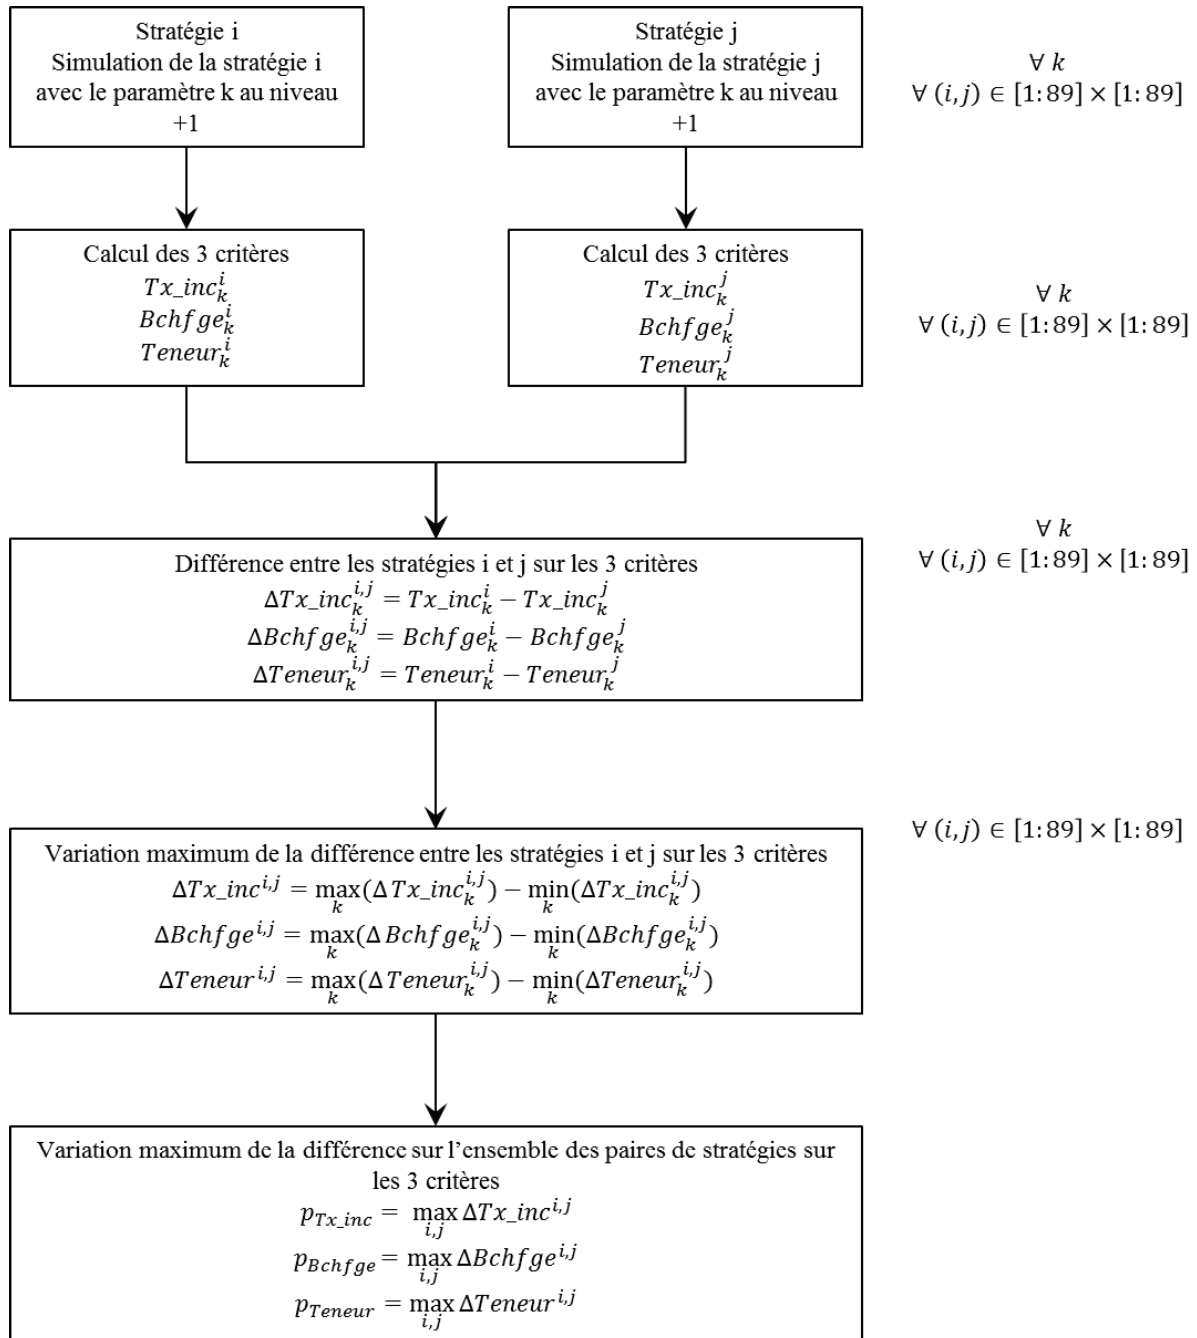 Stratégie i
Simulation de la stratégie i
avec le paramètre k au niveau
+1
Stratégie j
Simulation de la stratégie j
avec le paramètre k au niveau
+1
∀ k
∀ (i,j) ∈ [1:89] × [1:89]
Calcul des 3 critères
Tx_inc_k^i
Bchfge_k^i
Teneur_k^i
Calcul des 3 critères
Tx_inc_k^j
Bchfge_k^j
Teneur_k^j
∀ k
∀ (i,j) ∈ [1:89] × [1:89]
Différence entre les stratégies i et j sur les 3 critères
ΔTx_inc_k^{i,j} = Tx_inc_k^i − Tx_inc_k^j
ΔBchfge_k^{i,j} = Bchfge_k^i − Bchfge_k^j
ΔTeneur_k^{i,j} = Teneur_k^i − Teneur_k^j
∀ k
∀ (i,j) ∈ [1:89] × [1:89]
Variation maximum de la différence entre les stratégies i et j sur les 3 critères
ΔTx_inc^{i,j} = max_k(ΔTx_inc_k^{i,j}) − min_k(ΔTx_inc_k^{i,j})
ΔBchfge^{i,j} = max_k(ΔBchfge_k^{i,j}) − min_k(ΔBchfge_k^{i,j})
ΔTeneur^{i,j} = max_k(ΔTeneur_k^{i,j}) − min_k(ΔTeneur_k^{i,j})
∀ (i,j) ∈ [1:89] × [1:89]
Variation maximum de la différence sur l’ensemble des paires de stratégies sur
les 3 critères
p_{Tx_inc} = max_{i,j} ΔTx_inc^{i,j}
p_{Bchfge} = max_{i,j} ΔBchfge^{i,j}
p_{Teneur} = max_{i,j} ΔTeneur^{i,j}